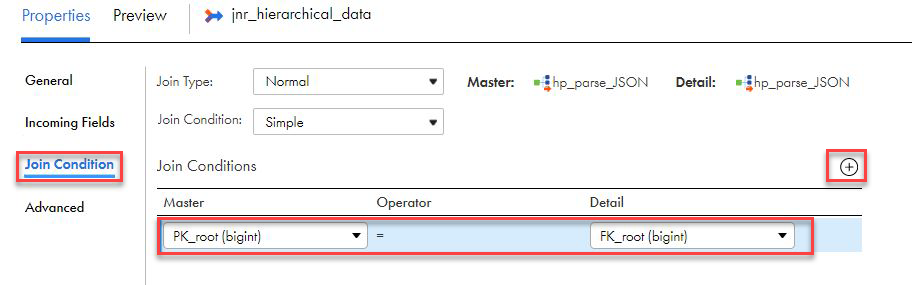 Properties Preview jnr_hierarchical_data
General
Incoming Fields
Join Condition
Advanced
Join Type: Normal Master: hp_parse_JSON Detail: hp_parse_JSON
Join Condition: Simple
Join Conditions
Master Operator Detail
PK_root (bigint) = FK_root (bigint)